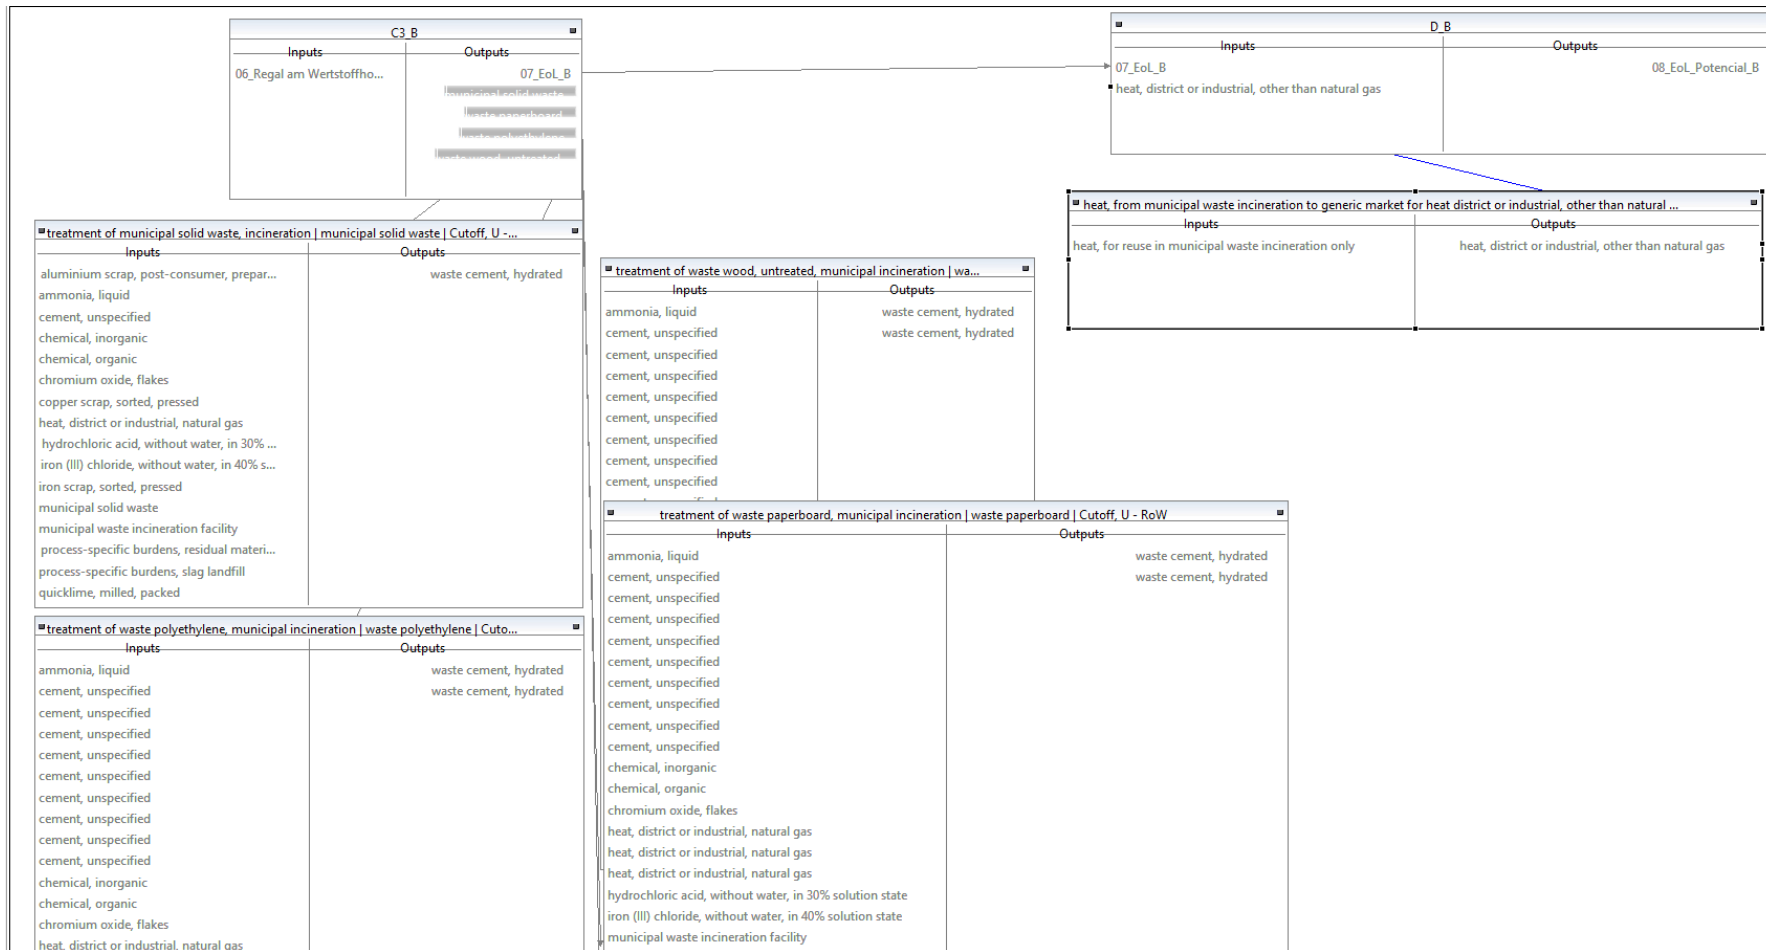 C3_B
Inputs
Outputs
06_Regal am Wertstoffho...
07_EoL_B
municipal solid waste
waste paperboard
waste polyethylene
waste wood, untreated
D_B
Inputs
Outputs
07_EoL_B
08_EoL_Potencial_B
heat, district or industrial, other than natural gas
heat, from municipal waste incineration to generic market for heat district or industrial, other than natural ...
Inputs
Outputs
heat, for reuse in municipal waste incineration only
heat, district or industrial, other than natural gas
treatment of municipal solid waste, incineration | municipal solid waste | Cutoff, U -...
Inputs
Outputs
aluminium scrap, post-consumer, prepar...
waste cement, hydrated
ammonia, liquid
cement, unspecified
chemical, inorganic
chemical, organic
chromium oxide, flakes
copper scrap, sorted, pressed
heat, district or industrial, natural gas
hydrochloric acid, without water, in 30% ...
iron (III) chloride, without water, in 40% s...
iron scrap, sorted, pressed
municipal solid waste
municipal waste incineration facility
process-specific burdens, residual materi...
process-specific burdens, slag landfill
quicklime, milled, packed
treatment of waste wood, untreated, municipal incineration | wa...
Inputs
Outputs
ammonia, liquid
waste cement, hydrated
cement, unspecified
waste cement, hydrated
cement, unspecified
cement, unspecified
cement, unspecified
cement, unspecified
cement, unspecified
cement, unspecified
cement, unspecified
treatment of waste paperboard, municipal incineration | waste paperboard | Cutoff, U - RoW
Inputs
Outputs
ammonia, liquid
waste cement, hydrated
cement, unspecified
waste cement, hydrated
cement, unspecified
cement, unspecified
cement, unspecified
cement, unspecified
cement, unspecified
cement, unspecified
cement, unspecified
cement, unspecified
chemical, inorganic
chemical, organic
chromium oxide, flakes
heat, district or industrial, natural gas
heat, district or industrial, natural gas
heat, district or industrial, natural gas
hydrochloric acid, without water, in 30% solution state
iron (III) chloride, without water, in 40% solution state
municipal waste incineration facility
treatment of waste polyethylene, municipal incineration | waste polyethylene | Cuto...
Inputs
Outputs
ammonia, liquid
waste cement, hydrated
cement, unspecified
waste cement, hydrated
cement, unspecified
cement, unspecified
cement, unspecified
cement, unspecified
cement, unspecified
cement, unspecified
cement, unspecified
cement, unspecified
chemical, inorganic
chemical, organic
chromium oxide, flakes
heat, district or industrial, natural gas